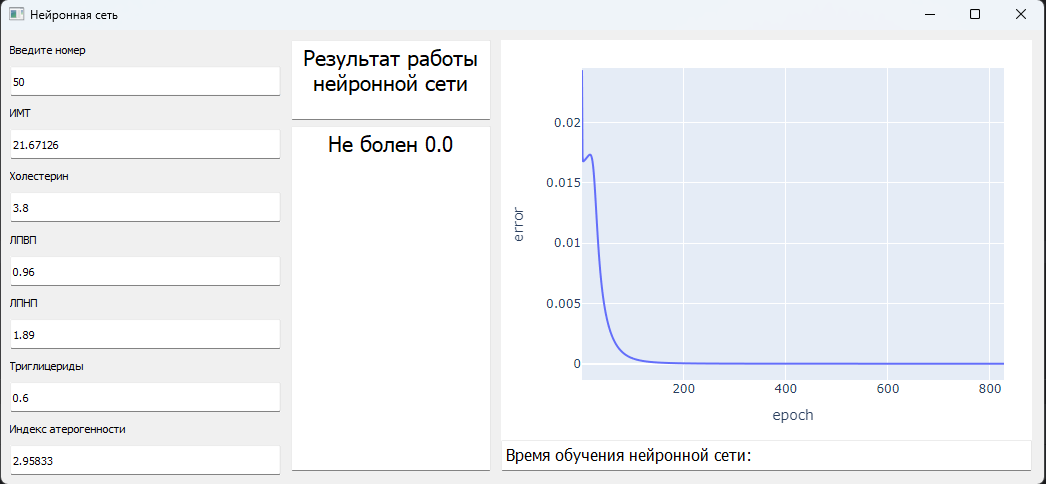 Нейронная сеть
Введите номер
50
ИМТ
21.67126
Холестерин
3.8
ЛПВП
0.96
ЛПНП
1.89
Триглицериды
0.6
Индекс атерогенности
2.95833
Результат работы
нейронной сети
Не болен 0.0
0.02
0.015
0.01
0.005
0
error
200
400
600
800
epoch
Время обучения нейронной сети: